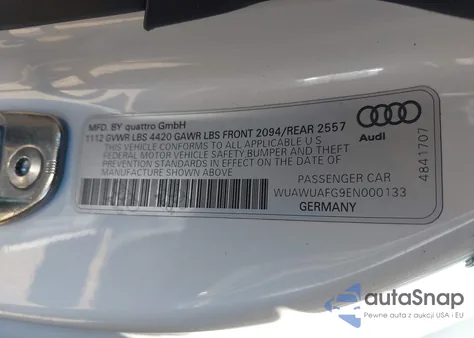 MFD. BY quattro GmbH
1112 GVWR LBS 4420 GAWR LBS FRONT 2094/REAR 2557
THIS VEHICLE CONFORMS TO ALL APPLICABLE U.S.
FEDERAL MOTOR VEHICLE SAFETY BUMPER, AND THEFT
PREVENTION STANDARDS IN EFFECT ON THE DATE OF
MANUFACTURE SHOWN ABOVE
Audi
4841707
PASSENGER CAR
WUAWUAFG9EN000133
GERMANY
autoSnap
Pewne auta z aukcji USA i EU